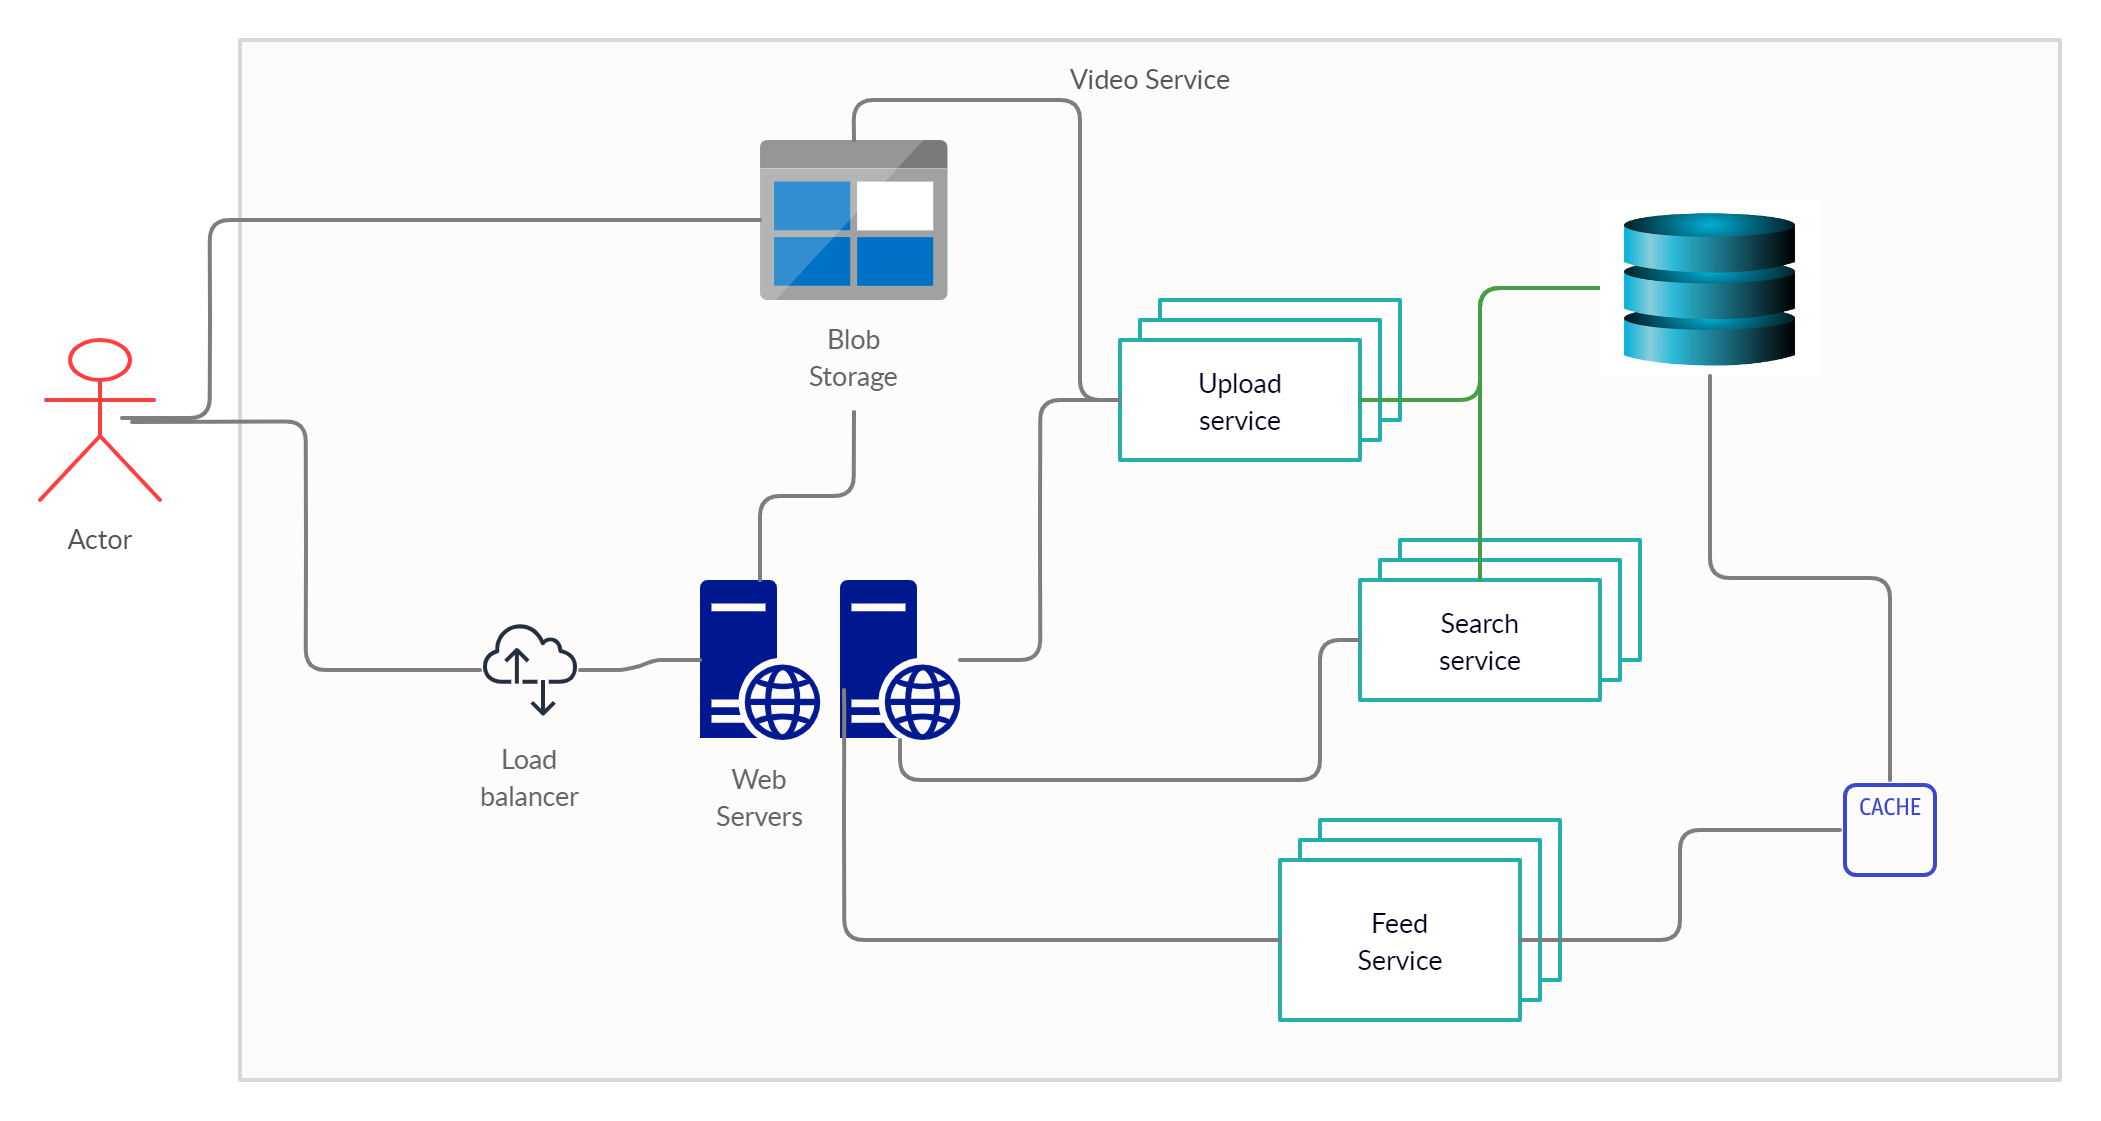 Video Service
Blob
Storage
Upload
service
Actor
Search
service
Load
balancer
Web
Servers
CACHE
Feed
Service